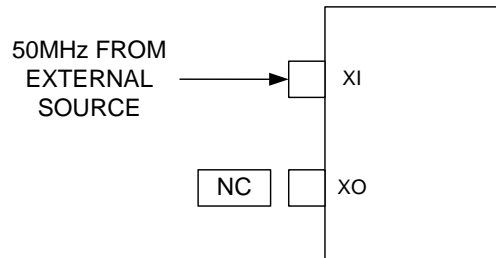 50MHz FROM
EXTERNAL
SOURCE
XI
NC
XO